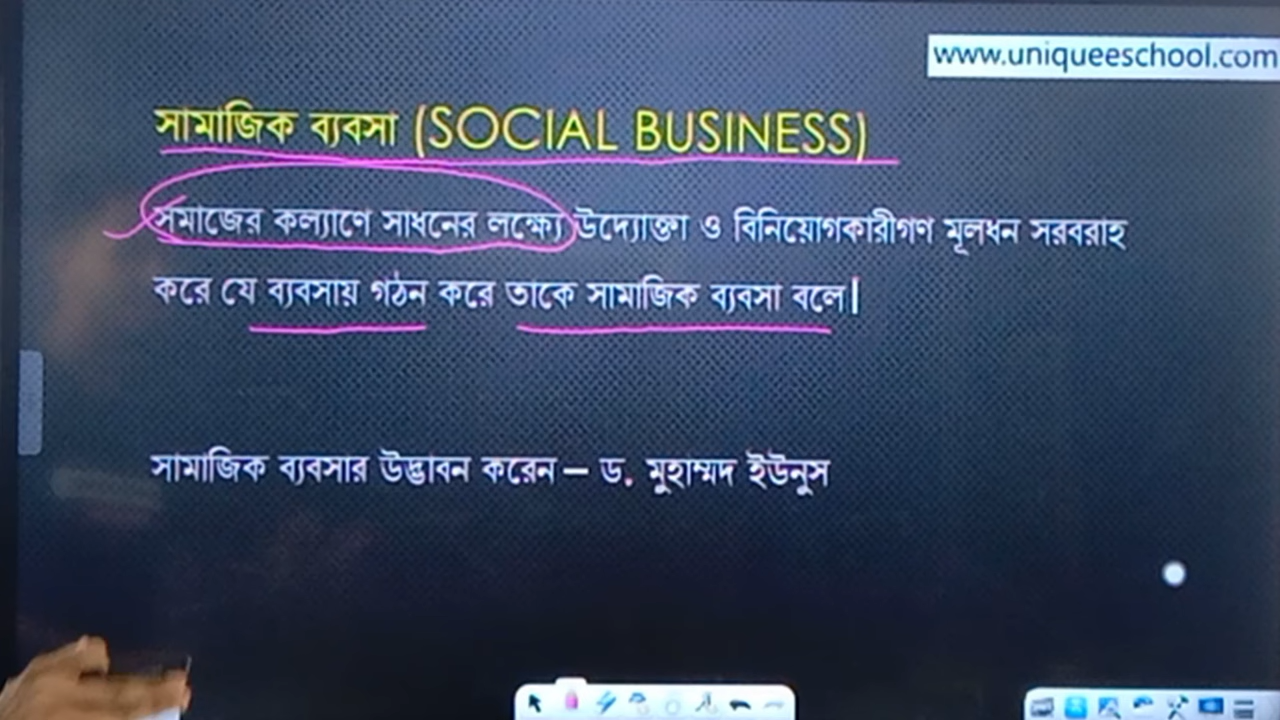 www.uniqueeschool.com
সামাজিক ব্যবসা (SOCIAL BUSINESS)
সমাজের কল্যাণে সাধনের লক্ষ্যে উদ্যোক্তা ও বিনিয়োগকারীগণ মূলধন সরবরাহ
করে যে ব্যবসায় গঠন করে তাকে সামাজিক ব্যবসা বলে|
সামাজিক ব্যবসার উদ্ভাবন করেন – ড. মুহাম্মদ ইউনুস